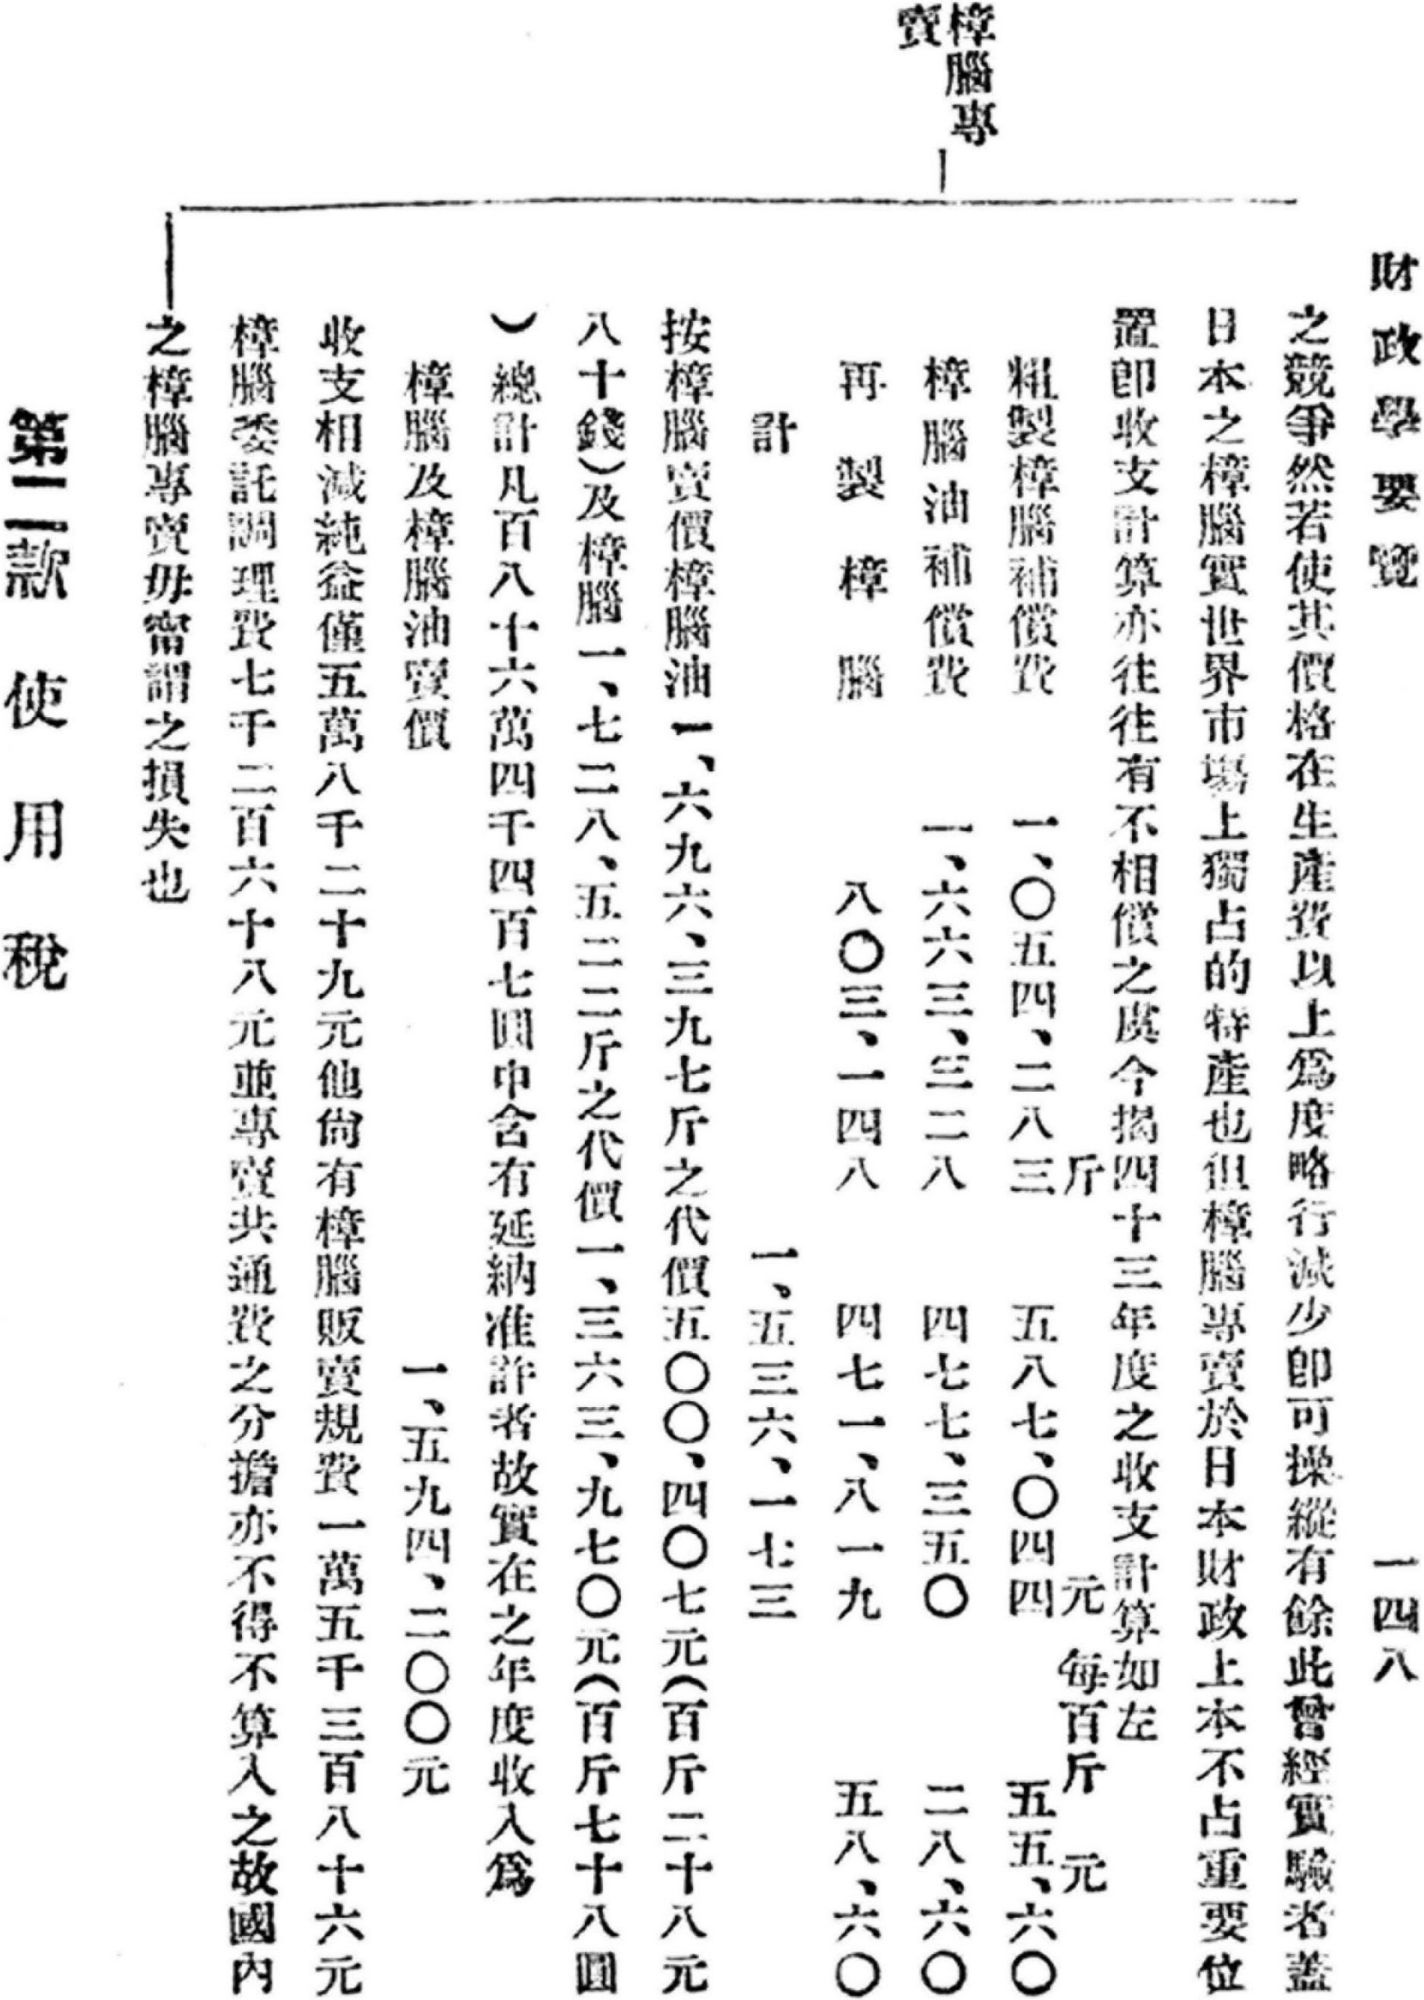 財政學要覽
一四八
樟腦專
賣
之競爭然若使其價格在生產費以上爲度略行減少卽可操縱有餘此曾經實驗者蓋
日本之樟腦實世界市場上獨占的特產也但樟腦專賣於日本財政上本不占重要位
置卽收支計算亦往往有不相償之虞今揭四十三年度之收支計算如左
斤 元 每百斤 元
粗製樟腦補償費 一、〇五四、二八三 五八七、〇四四 五五、六〇
樟腦油補償費 一、六六三、三二八 四七七、三五〇 二八、六〇
再製樟腦 八〇三、一四八 四七一、八一九 五八、六〇
計 一、五三六、一七三
按樟腦賣價樟腦油一、六九六、三九七斤之代價五〇〇、四〇七元(百斤二十八元
八十錢)及樟腦一、七二八、五二二斤之代價一、三六三、九七〇元(百斤七十八圓
)總計凡百八十六萬四千四百七圓中含有延納准許者故實在之年度收入爲
樟腦及樟腦油賣價 一、五九四、二〇〇元
收支相減純益僅五萬八千二十九元他尙有樟腦販賣規費一萬五千三百八十六元
樟腦委託調理費七千二百六十八元並專賣共通費之分擔亦不得不算入之故國內
之樟腦專賣毋甯謂之損失也
第二款 使用稅